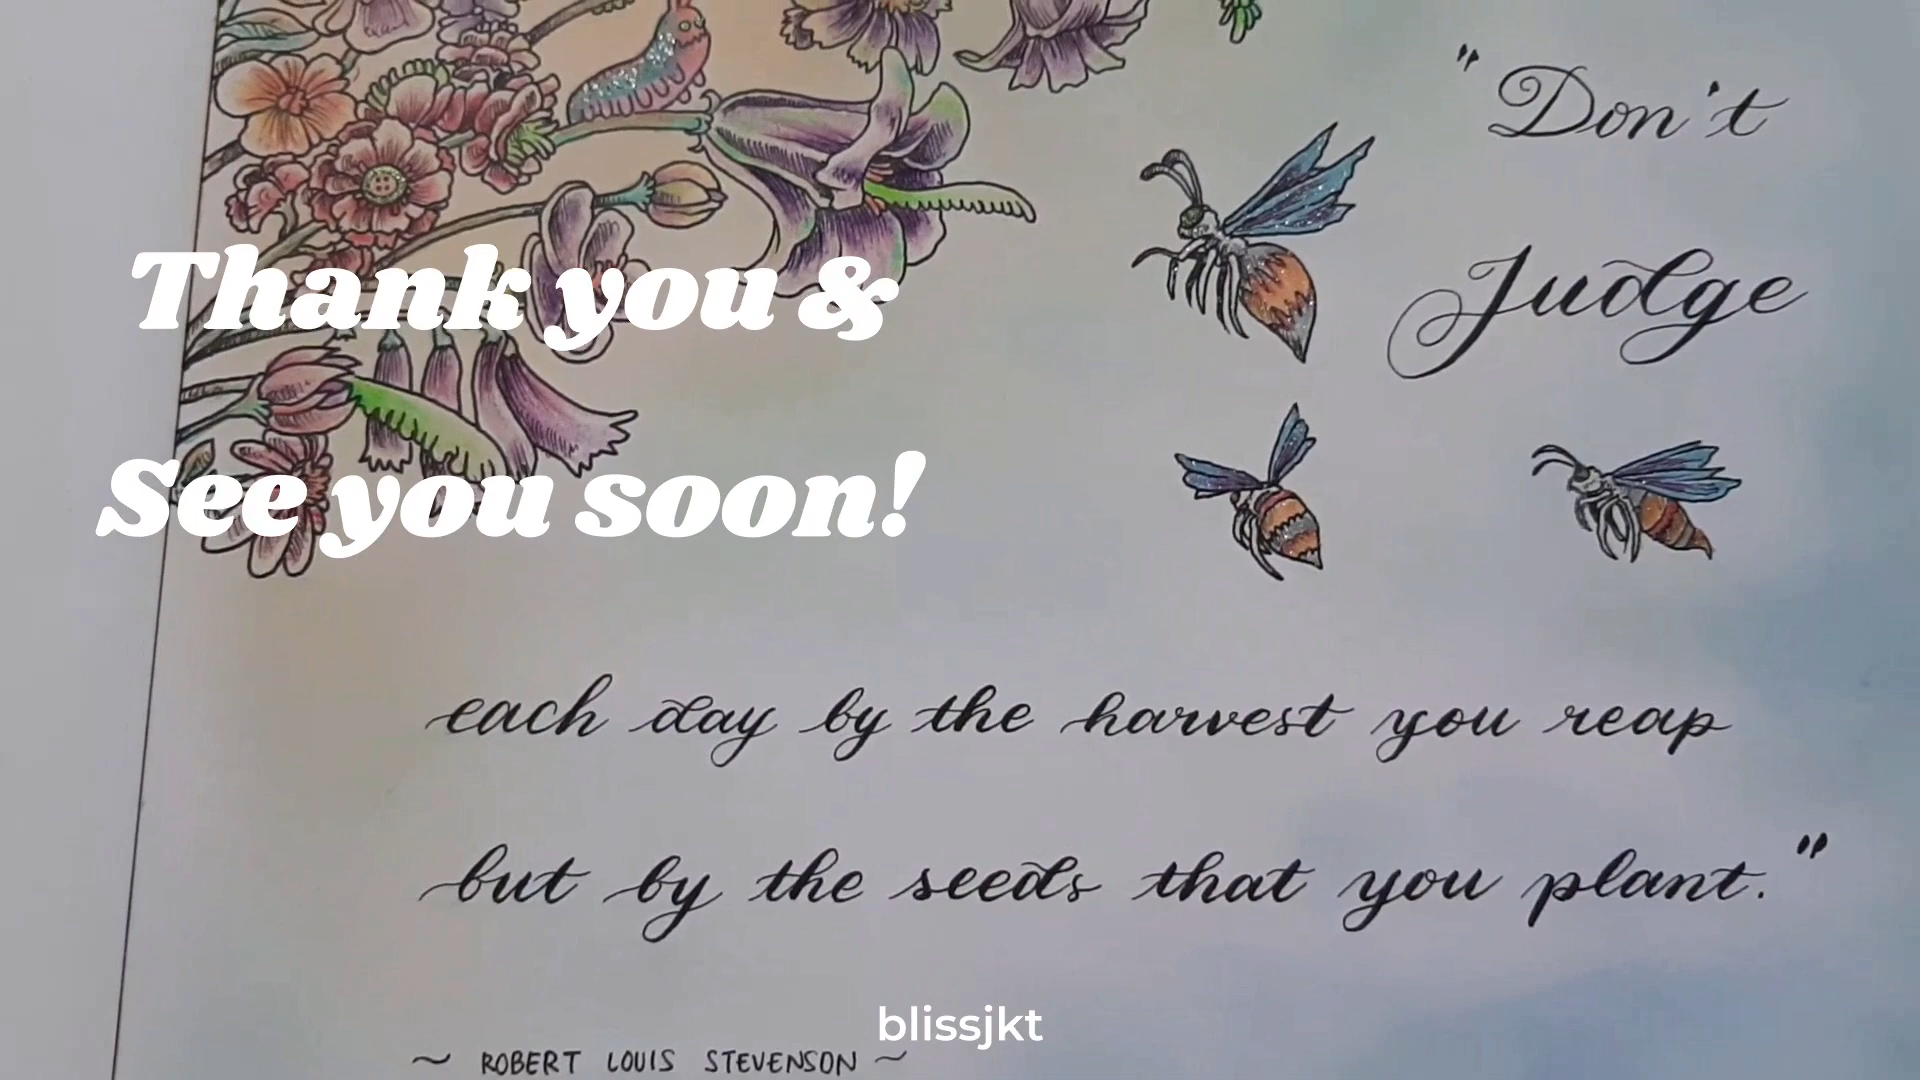 "Don't
Judge
Thank you &
See you soon!
each day by the harvest you reap
but by the seeds that you plant."
blissjkt
~ ROBERT LOUIS STEVENSON ~